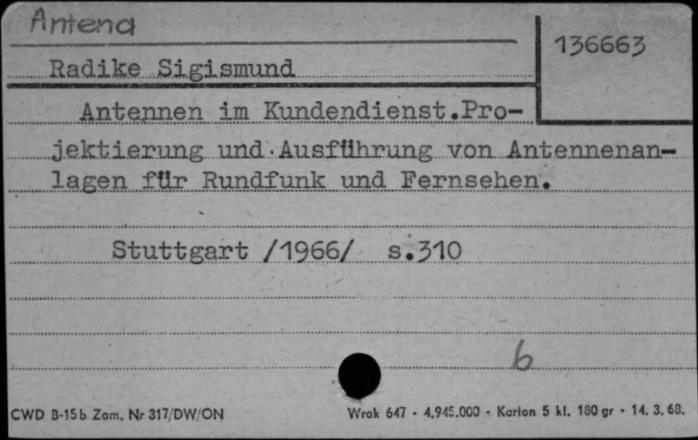 Antena
136663
Radike Sigismund
Antennen im Kundendienst.Pro-
jektierung und Ausführung von Antennenan-
lagen für Rundfunk und Fernsehen.
Stuttgart /1966/ s.310
6
CWD B-15b Zam. Nr 317/DW/ON
Wrak 647 - 4.945.000 - Karton 5 kl. 180 gr - 14. 3. 68.